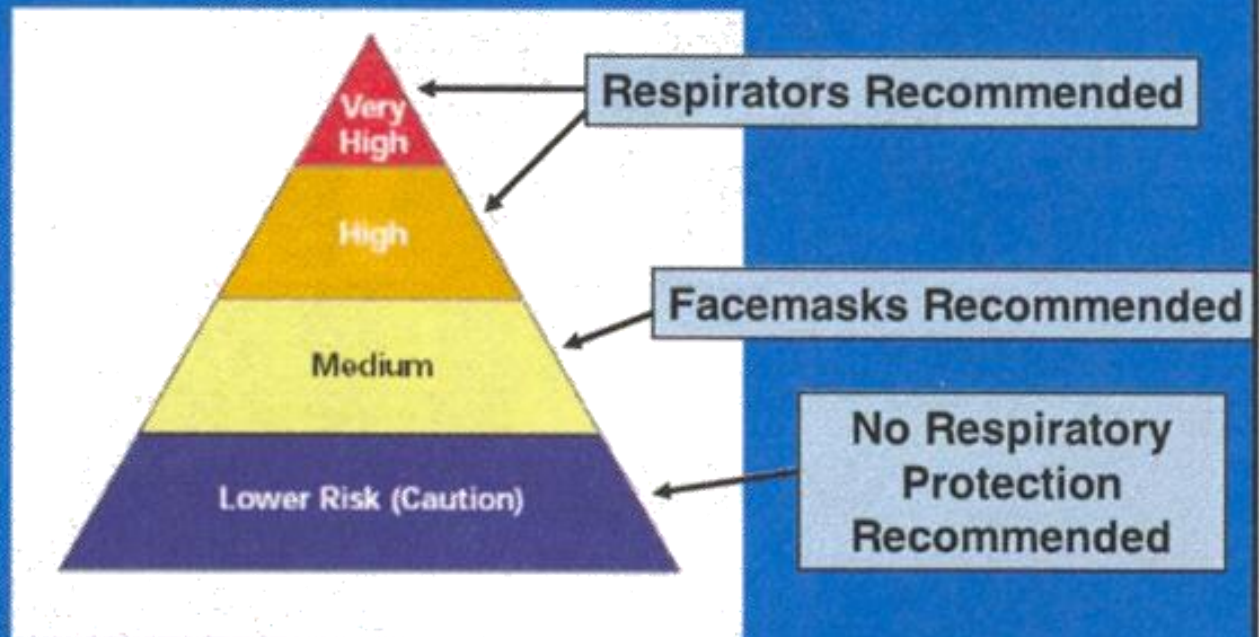 Very
High
Respirators Recommended
High
Facemasks Recommended
Medium
No Respiratory
Protection
Recommended
Lower Risk (Caution)